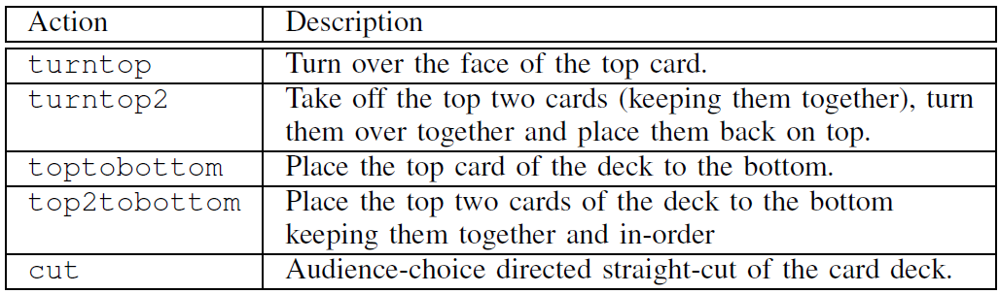 Action Description
turntop Turn over the face of the top card.
turntop2 Take off the top two cards (keeping them together), turn
them over together and place them back on top.
toptobottom Place the top card of the deck to the bottom.
top2tobottom Place the top two cards of the deck to the bottom
keeping them together and in-order
cut Audience-choice directed straight-cut of the card deck.